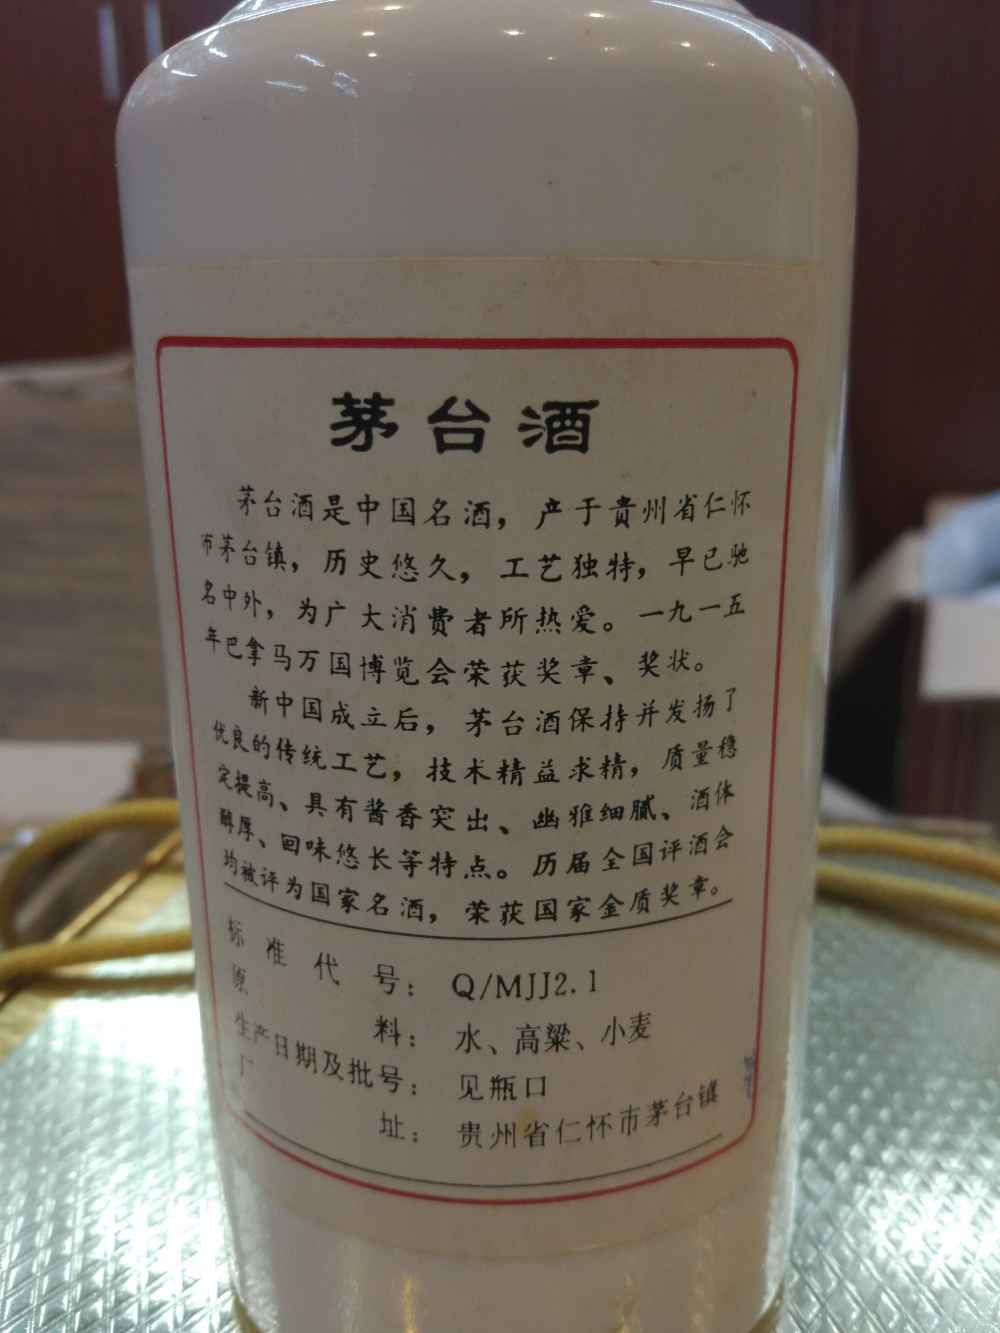 茅台酒
茅台酒是中国名酒，产于贵州省仁怀
市茅台镇，历史悠久，工艺独特，早已驰
名中外，为广大消费者所热爱。一九一五
年巴拿马万国博览会荣获奖章、奖状。
新中国成立后，茅台酒保持并发扬了
优良的传统工艺，技术精益求精，质量稳
定提高、具有酱香突出、幽雅细腻、酒体
醇厚、回味悠长等特点。历届全国评酒会
均被评为国家名酒，荣获国家金质奖章。
标准代号：Q/MJJ2.1
原料：水、高粱、小麦
生产日期及批号：见瓶口
厂址：贵州省仁怀市茅台镇